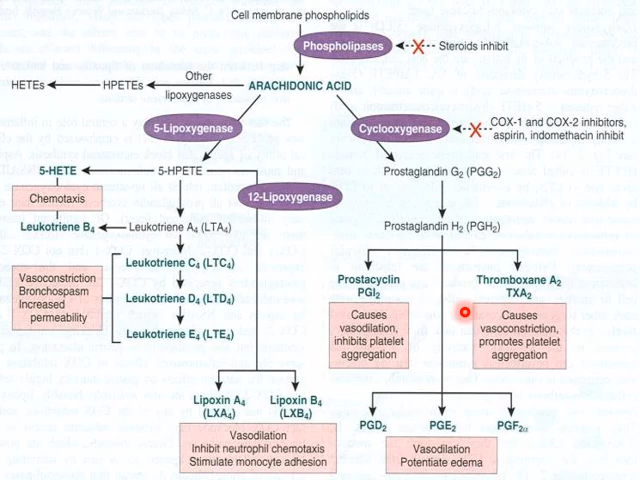 Cell membrane phospholipids
Phospholipases
Steroids inhibit
HETEs
HPETEs
Other
lipoxygenases
ARACHIDONIC ACID
5-Lipoxygenase
Cyclooxygenase
COX-1 and COX-2 inhibitors,
aspirin, indomethacin inhibit
5-HETE
5-HPETE
Prostaglandin G2 (PGG2)
12-Lipoxygenase
Chemotaxis
Leukotriene B4
Leukotriene A4 (LTA4)
Prostaglandin H2 (PGH2)
Leukotriene C4 (LTC4)
Vasoconstriction
Bronchospasm
Increased
permeability
Leukotriene D4 (LTD4)
Leukotriene E4 (LTE4)
Prostacyclin
PGI2
Thromboxane A2
TXA2
Causes
vasodilation,
inhibits platelet
aggregation
Causes
vasoconstriction,
promotes platelet
aggregation
Lipoxin A4
(LXA4)
Lipoxin B4
(LXB4)
PGD2
PGE2
PGF2α
Vasodilation
Inhibit neutrophil chemotaxis
Stimulate monocyte adhesion
Vasodilation
Potentiate edema